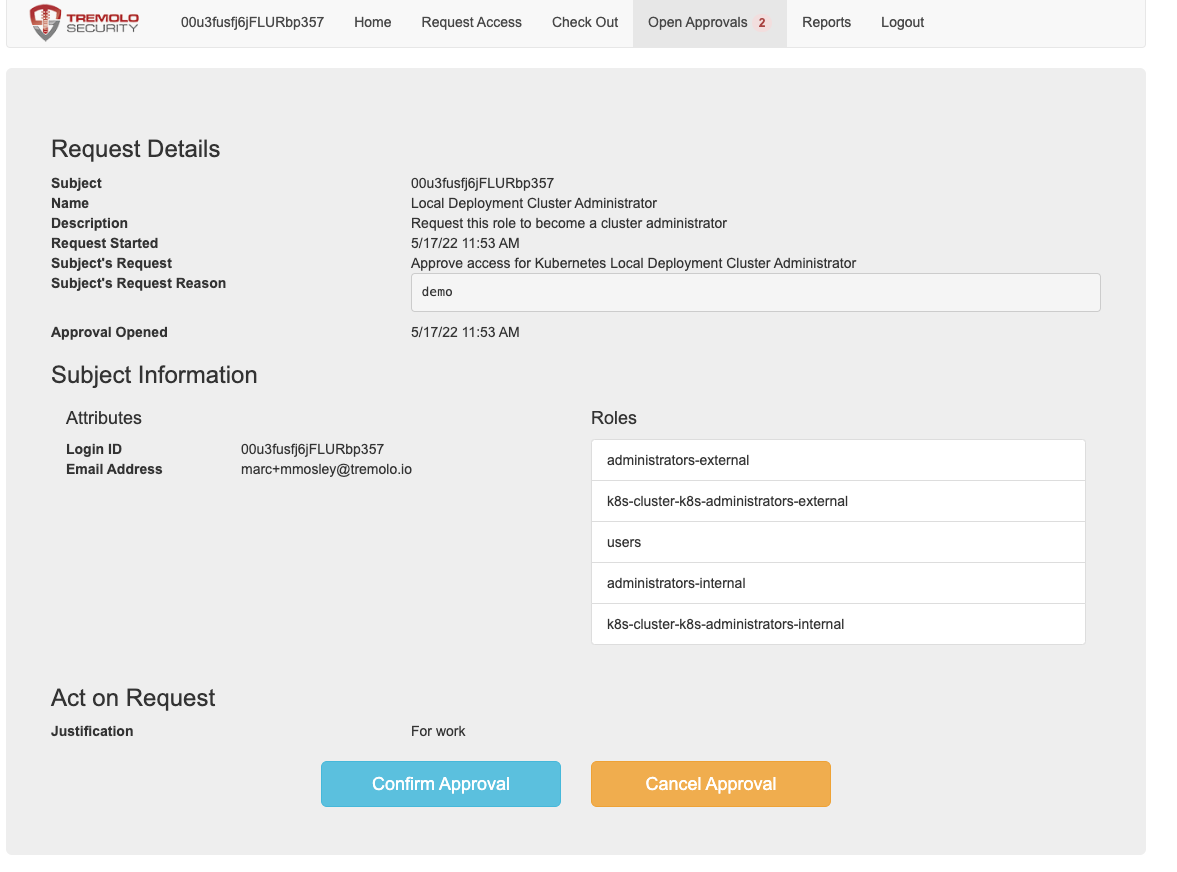 TREMOLO
SECURITY
00u3fusfj6jFLURbp357 Home Request Access Check Out Open Approvals 2 Reports Logout
Request Details
Subject 00u3fusfj6jFLURbp357
Name Local Deployment Cluster Administrator
Description Request this role to become a cluster administrator
Request Started 5/17/22 11:53 AM
Subject's Request Approve access for Kubernetes Local Deployment Cluster Administrator
Subject's Request Reason demo
Approval Opened 5/17/22 11:53 AM
Subject Information
Attributes
Login ID 00u3fusfj6jFLURbp357
Email Address marc+mmosley@tremolo.io
Roles
administrators-external
k8s-cluster-k8s-administrators-external
users
administrators-internal
k8s-cluster-k8s-administrators-internal
Act on Request
Justification For work
Confirm Approval Cancel Approval